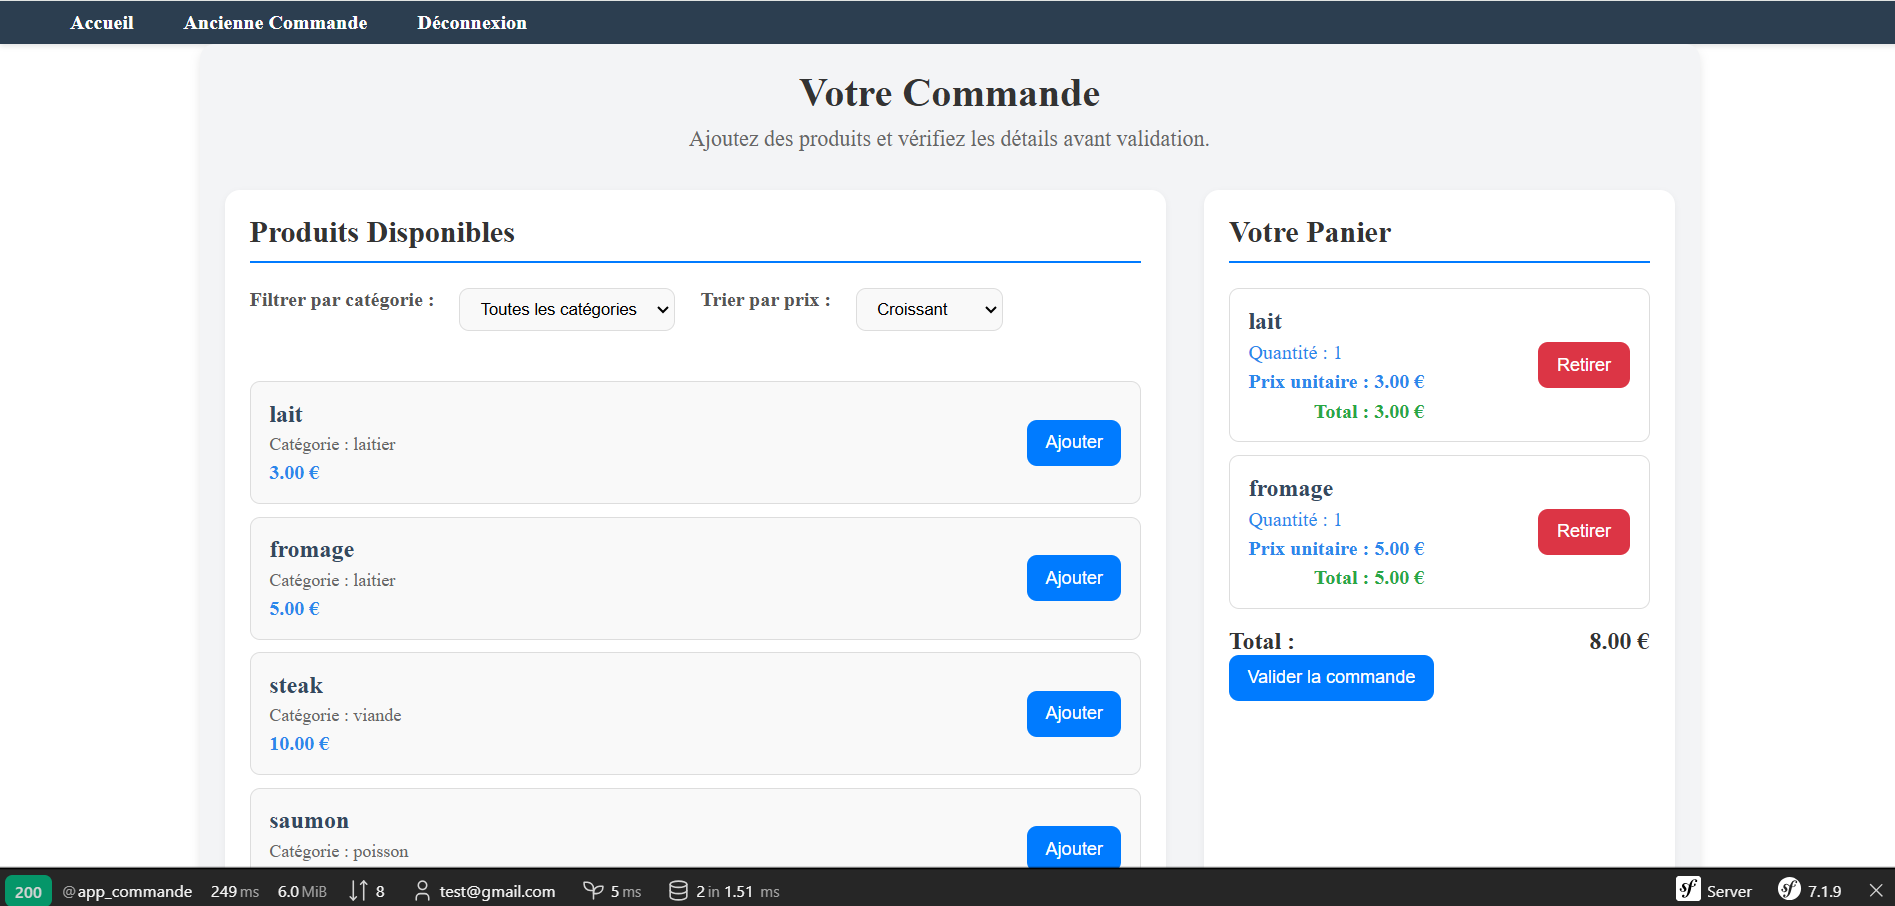 Accueil Ancienne Commande Déconnexion
Votre Commande
Ajoutez des produits et vérifiez les détails avant validation.
Produits Disponibles
Filtrer par catégorie : Toutes les catégories Trier par prix : Croissant
lait
Catégorie : laitier
3.00 €
Ajouter
fromage
Catégorie : laitier
5.00 €
Ajouter
steak
Catégorie : viande
10.00 €
Ajouter
saumon
Catégorie : poisson
Ajouter
Votre Panier
lait
Quantité : 1
Prix unitaire : 3.00 €
Total : 3.00 €
Retirer
fromage
Quantité : 1
Prix unitaire : 5.00 €
Total : 5.00 €
Retirer
Total : 8.00 €
Valider la commande
200 @app_commande 249 ms 6.0 MiB 8 test@gmail.com 5 ms 2 in 1.51 ms sf Server sf 7.1.9